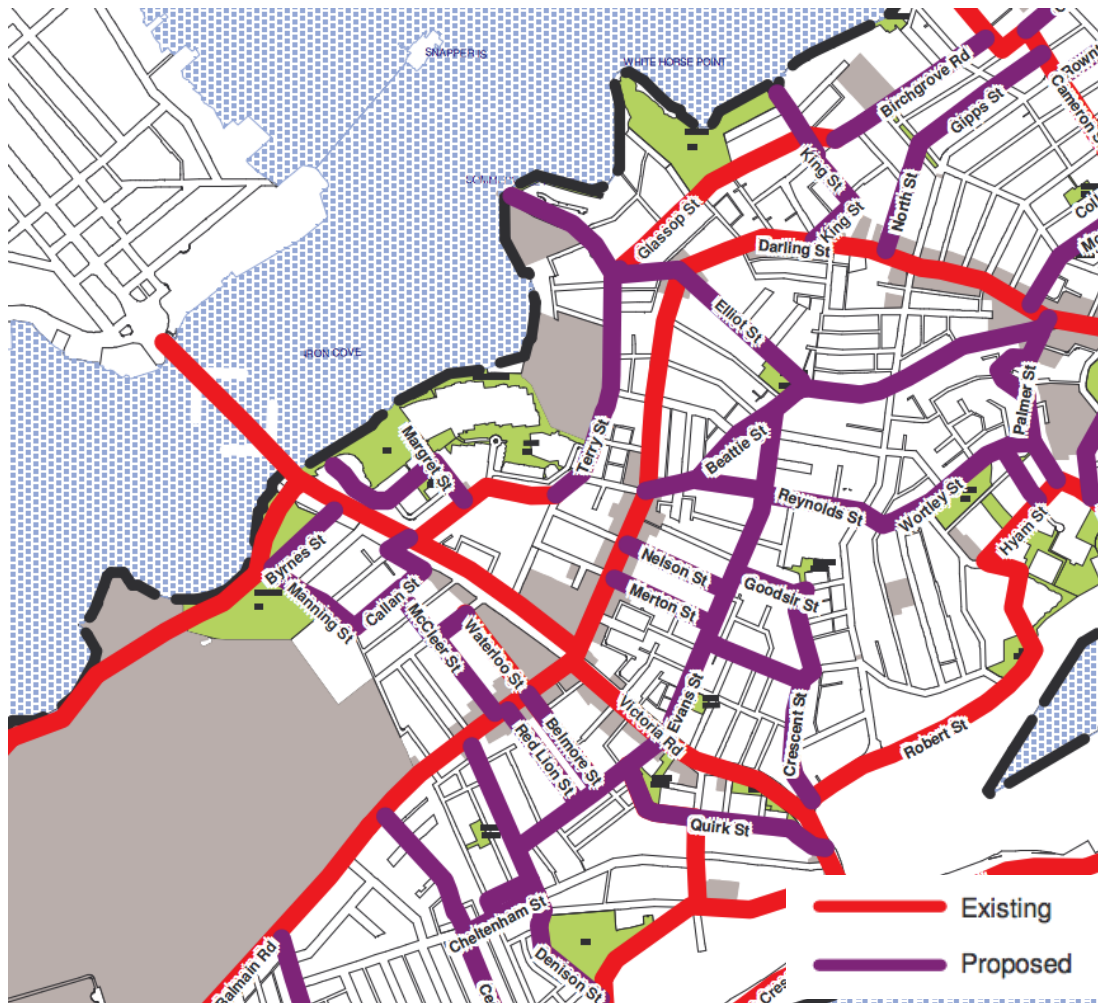 SNAPPER IS
WHITE HORSE POINT
Birchgrove Rd
Gipps St
Cameron
King St
King St
North St
Glassop St
Darling St
IRON COVE
Elliot St
Palmer St
Margret St
Terry St
Beattie St
Reynolds St
Wortley St
Hyam St
Byrnes St
Nelson St
Goodsir St
Manning St
Callan St
Merton St
McCleer St
Waterloo St
Evans St
Victoria Rd
Crescent St
Robert St
Belmore St
Red Lion St
Quirk St
Existing
Cheltenham St
Balmain Rd
Denison St
Proposed